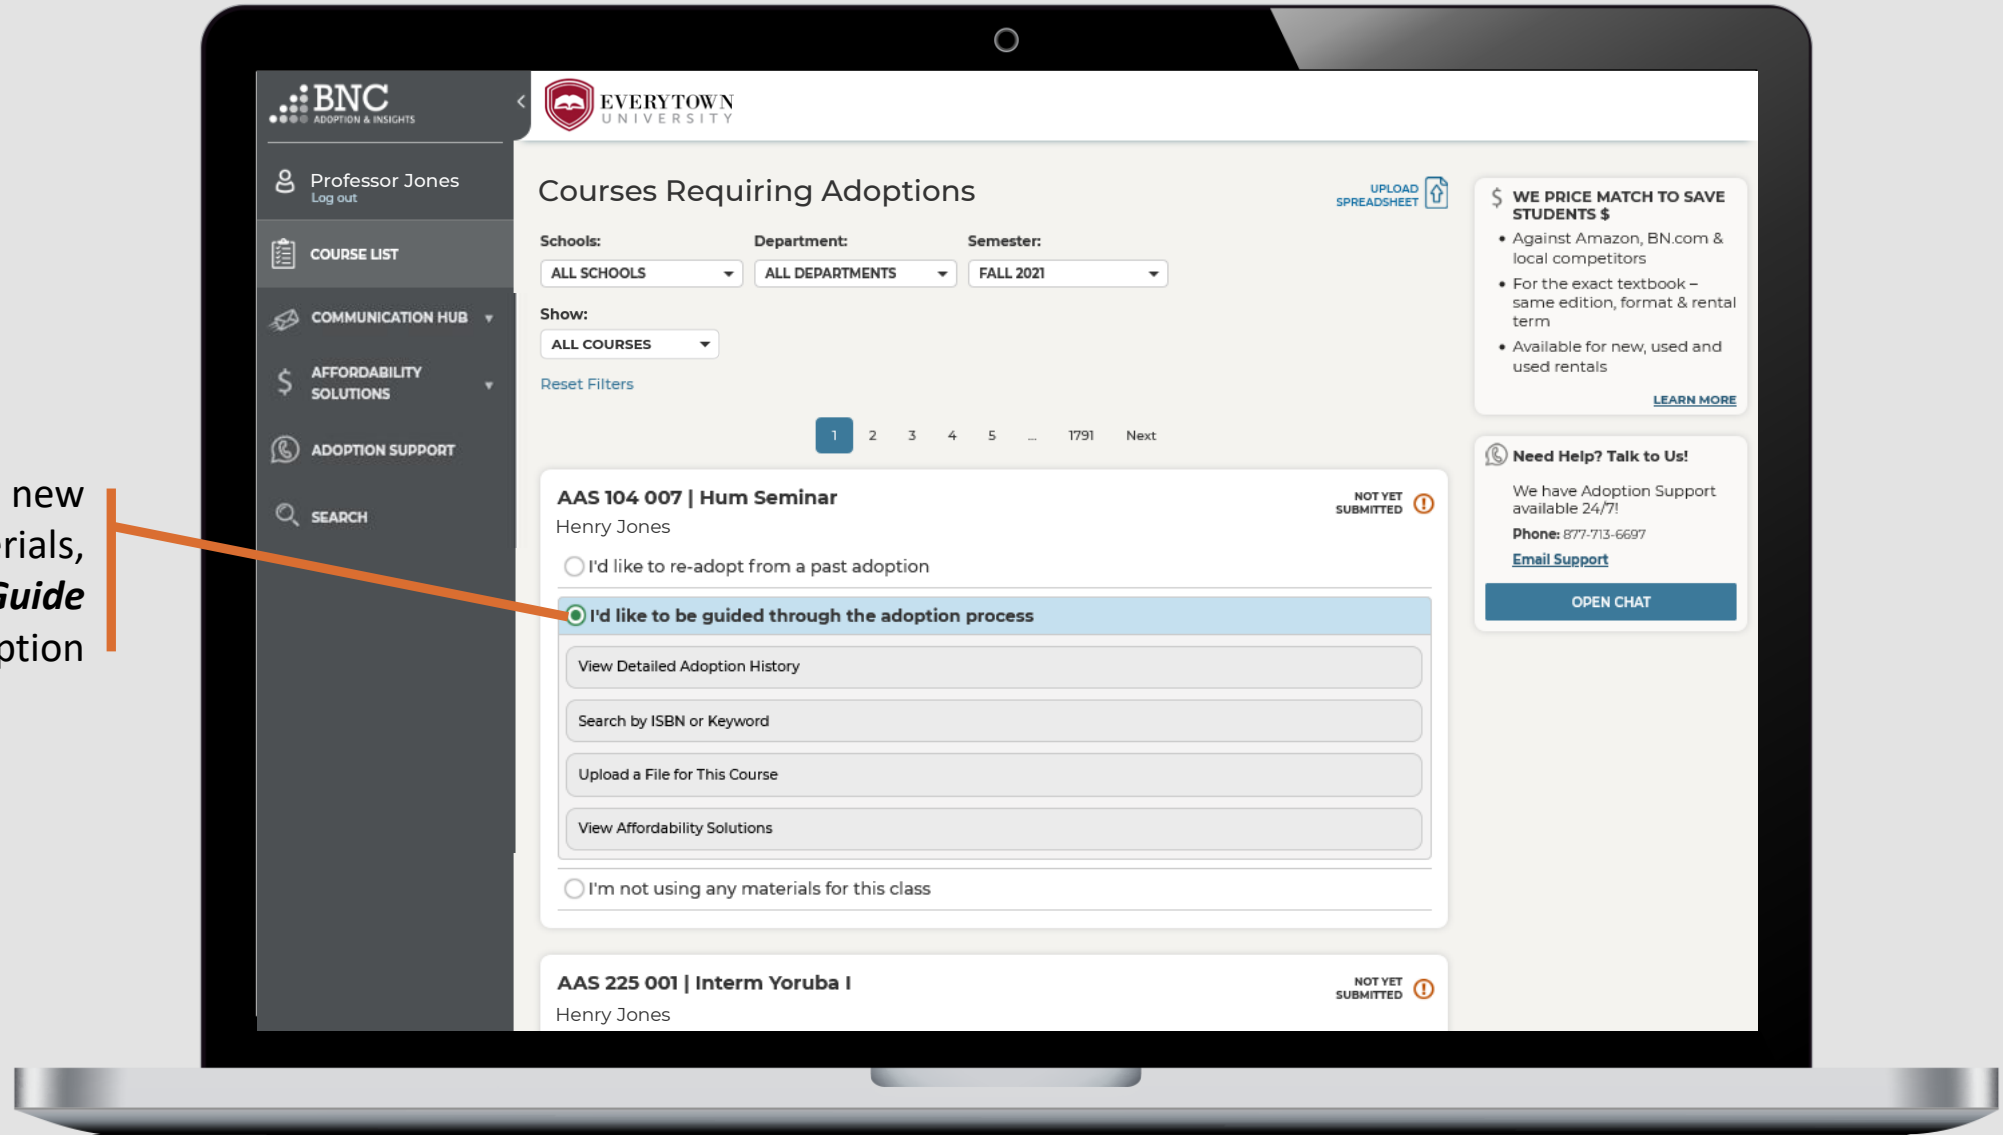 new
Guide
BNC
ADOPTION & INSIGHTS
Professor Jones
Log out
COURSE LIST
COMMUNICATION HUB
AFFORDABILITY
SOLUTIONS
ADOPTION SUPPORT
SEARCH
EVERYTOWN
UNIVERSITY
Courses Requiring Adoptions
UPLOAD
SPREADSHEET
Schools:
Department:
Semester:
ALL SCHOOLS
ALL DEPARTMENTS
FALL 2021
Show:
ALL COURSES
Reset Filters
1 2 3 4 5 ... 1791 Next
AAS 104 007 | Hum Seminar
Henry Jones
NOT YET
SUBMITTED
I'd like to re-adopt from a past adoption
I'd like to be guided through the adoption process
View Detailed Adoption History
Search by ISBN or Keyword
Upload a File for This Course
View Affordability Solutions
I'm not using any materials for this class
AAS 225 001 | Interm Yoruba I
Henry Jones
NOT YET
SUBMITTED
$ WE PRICE MATCH TO SAVE
STUDENTS $
• Against Amazon, BN.com &
local competitors
• For the exact textbook –
same edition, format & rental
term
• Available for new, used and
used rentals
LEARN MORE
Need Help? Talk to Us!
We have Adoption Support
available 24/7!
Phone: 877-713-6697
Email Support
OPEN CHAT